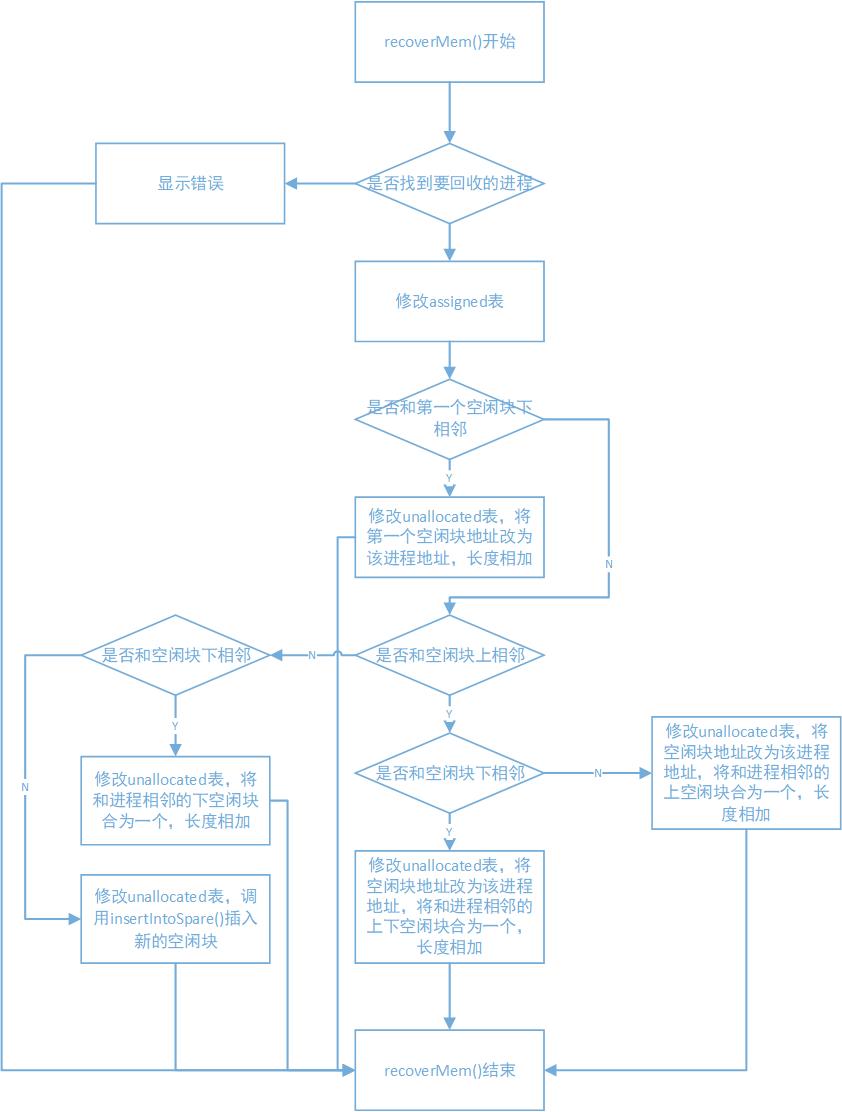 recoverMem()开始
显示错误
是否找到要回收的进程
修改assigned表
是否和第一个空闲块下
相邻
Y
修改unallocated表，将
第一个空闲块地址改为
该进程地址，长度相加
N
是否和空闲块下相邻
N
是否和空闲块上相邻
Y
Y
修改unallocated表，将
空闲块地址改为该进程
地址，将和进程相邻的
上空闲块合为一个，长
度相加
是否和空闲块下相邻
N
修改unallocated表，将
和进程相邻的下空闲块
合为一个，长度相加
N
Y
修改unallocated表，将
空闲块地址改为该进程
地址，将和进程相邻的
上下空闲块合为一个，
长度相加
修改unallocated表，调
用insertIntoSpare()插入
新的空闲块
recoverMem()结束